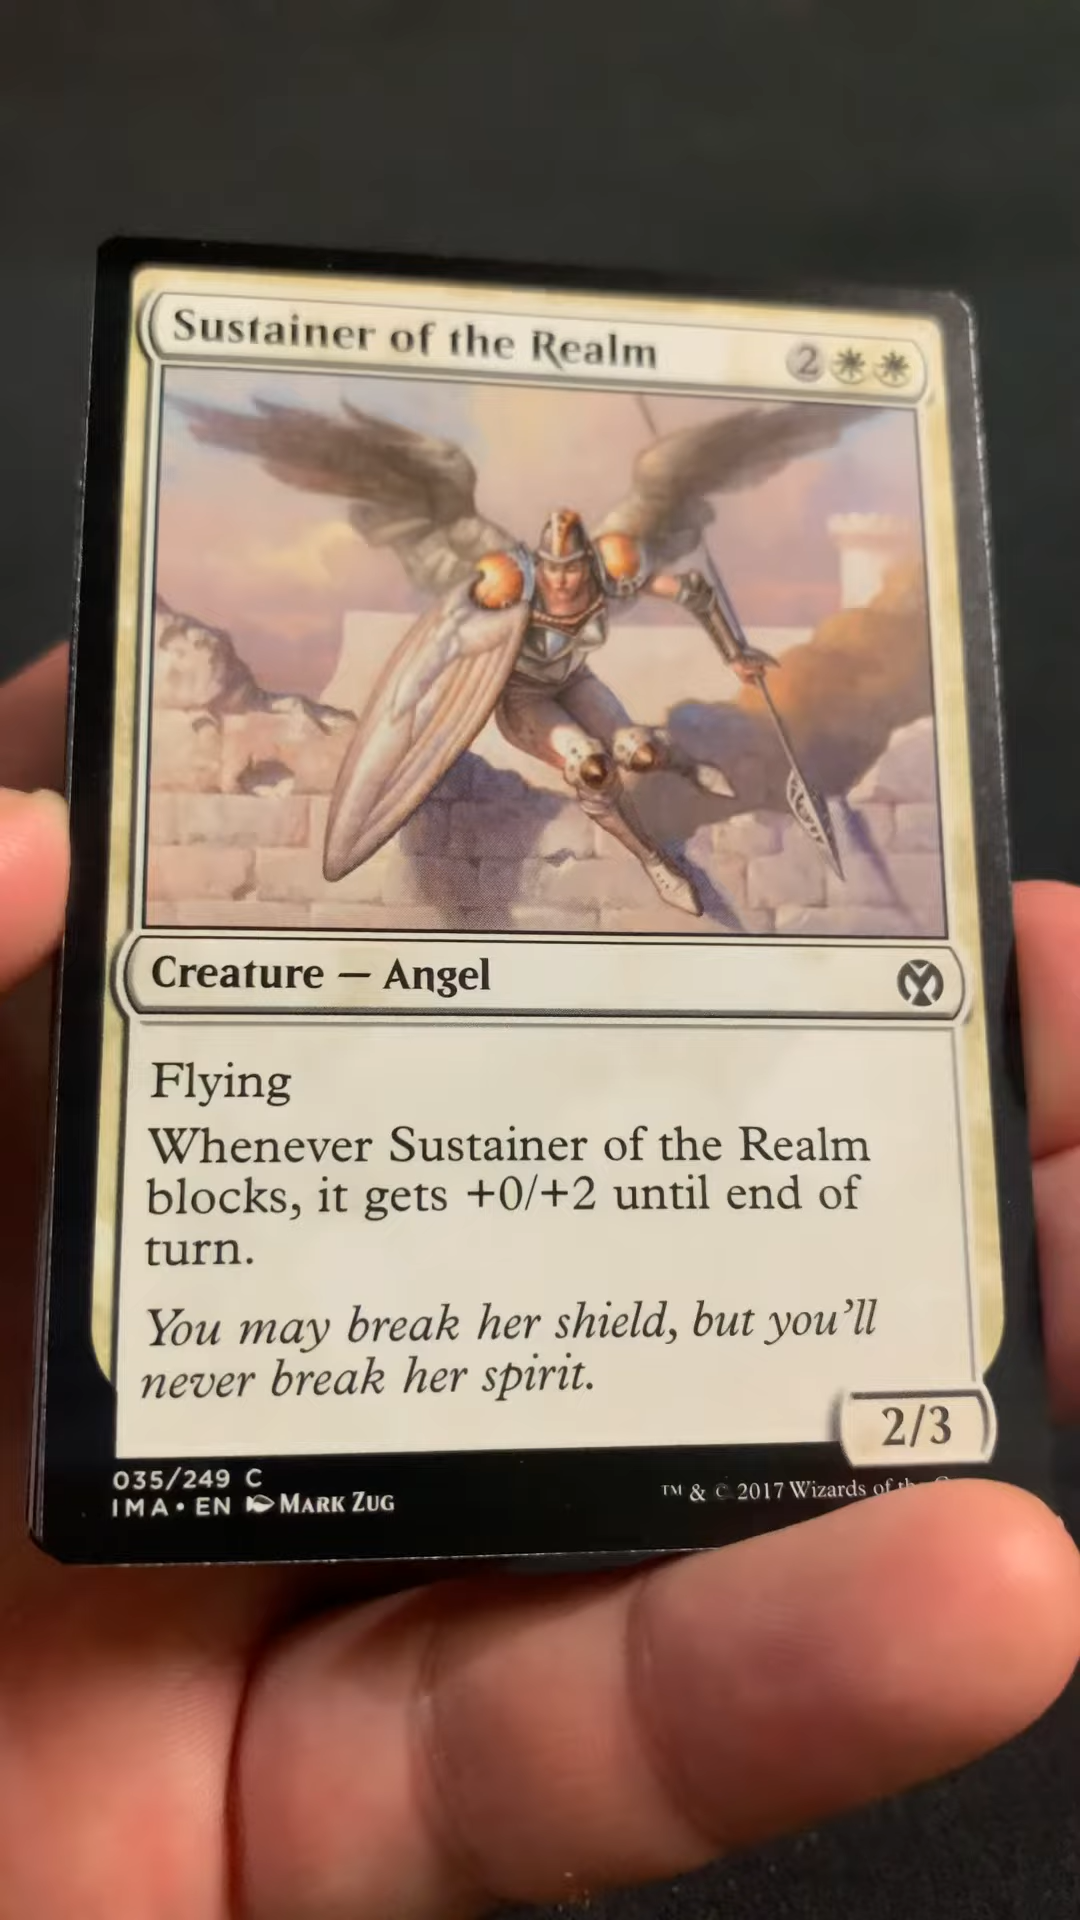 Sustainer of the Realm
2
Creature — Angel
Flying
Whenever Sustainer of the Realm
blocks, it gets +0/+2 until end of
turn.
You may break her shield, but you'll
never break her spirit.
2/3
035/249 C
IMA • EN MARK ZUG
™ & © 2017 Wizards of